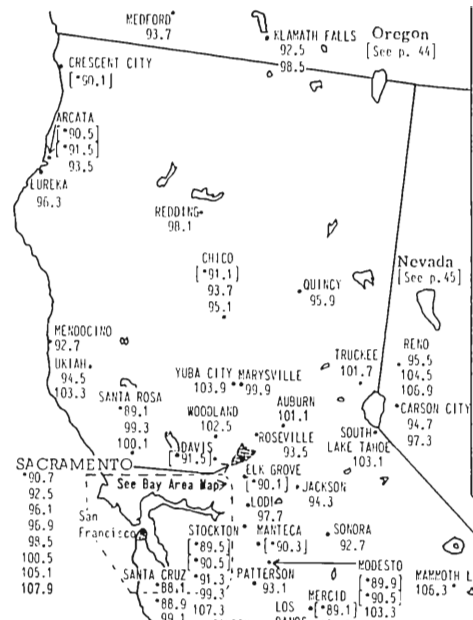 MEDFORD
93.7
KLAMATH FALLS
92.5
98.5
Oregon
[See p. 44]
CRESCENT CITY
[*90.1]
ARCATA
[*90.5]
[*91.5]
93.5
EUREKA
96.3
REDDING
98.1
CHICO
[*91.1]
93.7
95.1
QUINCY
95.9
Nevada
[See p.45]
MENDOCINO
92.7
UKIAH
94.5
103.3
SANTA ROSA
89.1
99.3
100.1
YUBA CITY
103.9
MARYSVILLE
99.9
WOODLAND
102.5
AUBURN
101.1
ROSEVILLE
93.5
TRUCKEE
101.7
RENO
95.5
104.5
106.9
CARSON CITY
94.7
97.3
SOUTH
LAKE TAHOE
103.1
DAVIS
[*91.5]
SACRAMENTO
*90.7
92.5
96.1
96.9
98.5
100.5
105.1
107.9
See Bay Area Map
ELK GROVE
[*90.1]
JACKSON
94.3
LODI
97.7
San
Francisco
STOCKTON
[*89.5]
*90.5
*91.3
99.3
107.3
MANTECA
[*90.3]
SONORA
92.7
SANTA CRUZ
*88.1
*88.9
99.1
PATTERSON
93.1
MODESTO
[*89.9]
*90.5
103.3
MERCED
[*89.1]
LOS
MAMMOTH L
106.3